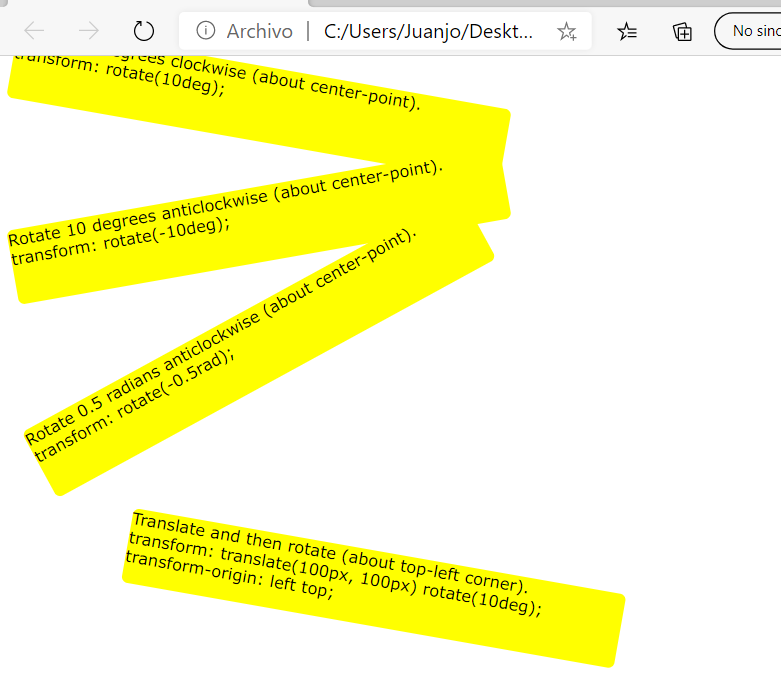 Archivo | C:/Users/Juanjo/Deskt...
No sinc
grees clockwise (about center-point).
transform: rotate(10deg);
Rotate 10 degrees anticlockwise (about center-point).
transform: rotate(-10deg);
Rotate 0.5 radians anticlockwise (about center-point).
transform: rotate(-0.5rad);
Translate and then rotate (about top-left corner).
transform: translate(100px, 100px) rotate(10deg);
transform-origin: left top;